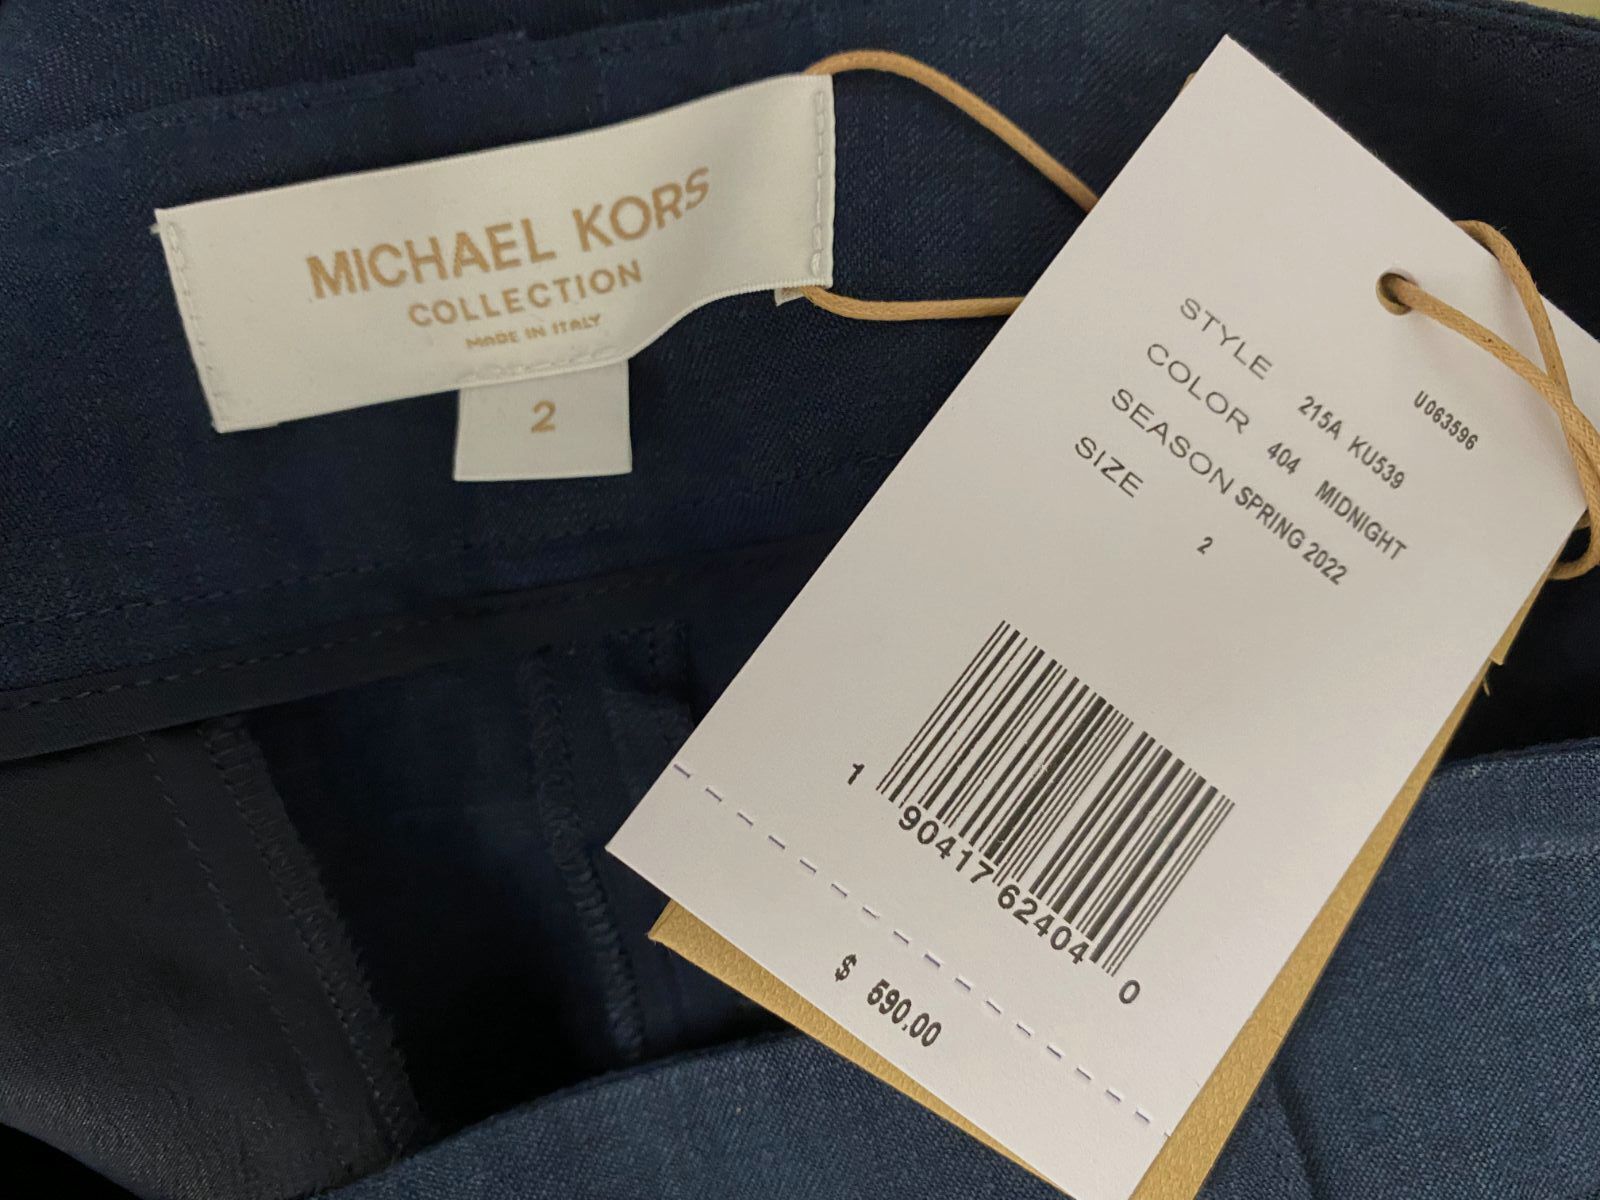 MICHAEL KORS
COLLECTION
MADE IN ITALY
2
U063596
STYLE 215A KU539
COLOR 404 MIDNIGHT
SEASON SPRING 2022
SIZE 2
1 90417 62404 0
$ 590.00